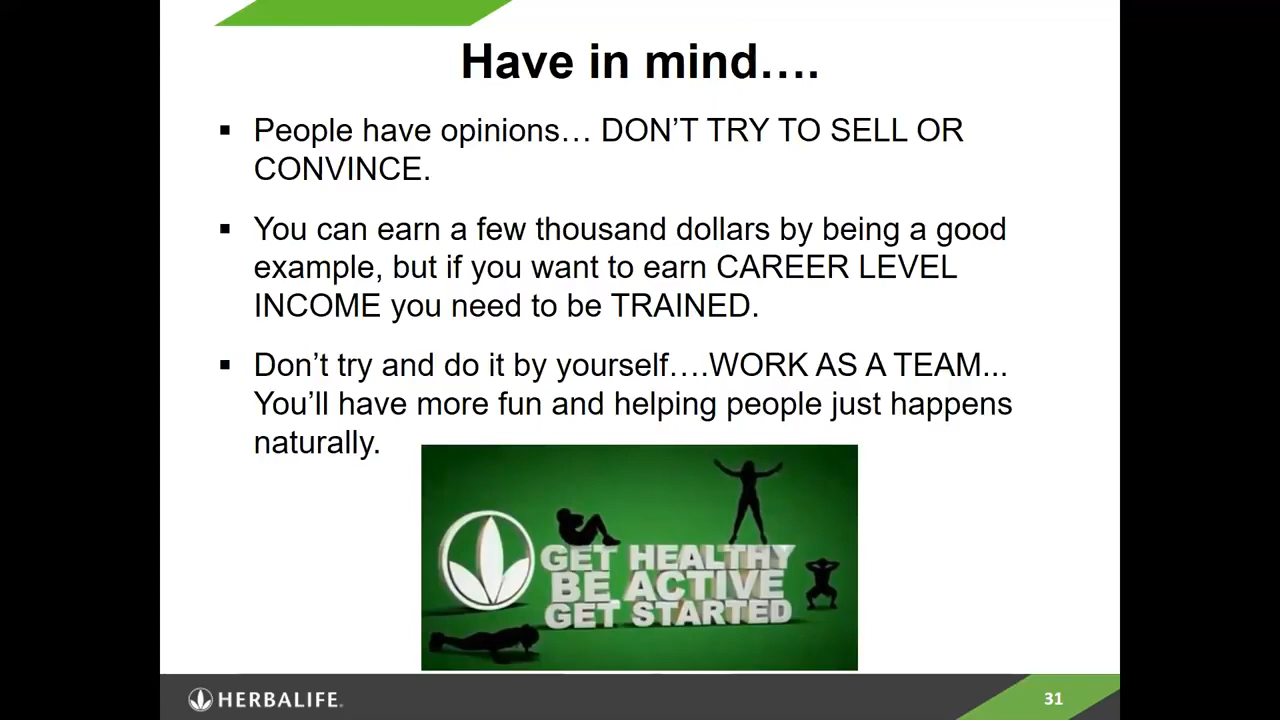 Have in mind….
▪ People have opinions… DON’T TRY TO SELL OR
CONVINCE.
▪ You can earn a few thousand dollars by being a good
example, but if you want to earn CAREER LEVEL
INCOME you need to be TRAINED.
▪ Don’t try and do it by yourself….WORK AS A TEAM...
You’ll have more fun and helping people just happens
naturally.
GET HEALTHY
BE ACTIVE
GET STARTED
HERBALIFE.
31